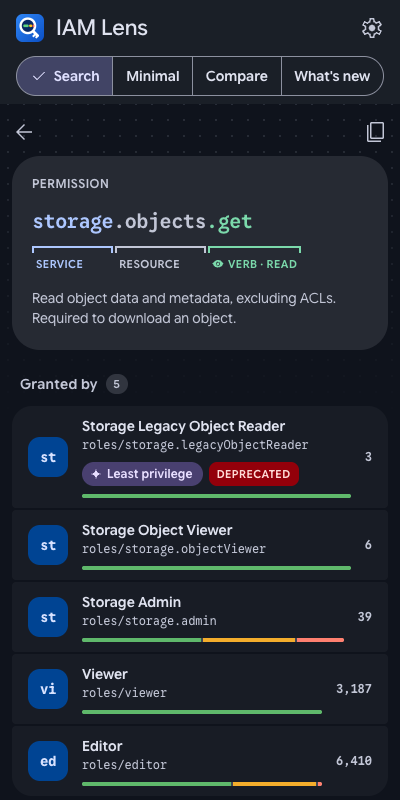 IAM Lens
Search
Minimal
Compare
What's new
PERMISSION
storage.objects.get
SERVICE
RESOURCE
VERB · READ
Read object data and metadata, excluding ACLs.
Required to download an object.
Granted by 5
st
Storage Legacy Object Reader
roles/storage.legacyObjectReader
Least privilege
DEPRECATED
3
st
Storage Object Viewer
roles/storage.objectViewer
6
st
Storage Admin
roles/storage.admin
39
vi
Viewer
roles/viewer
3,187
ed
Editor
roles/editor
6,410